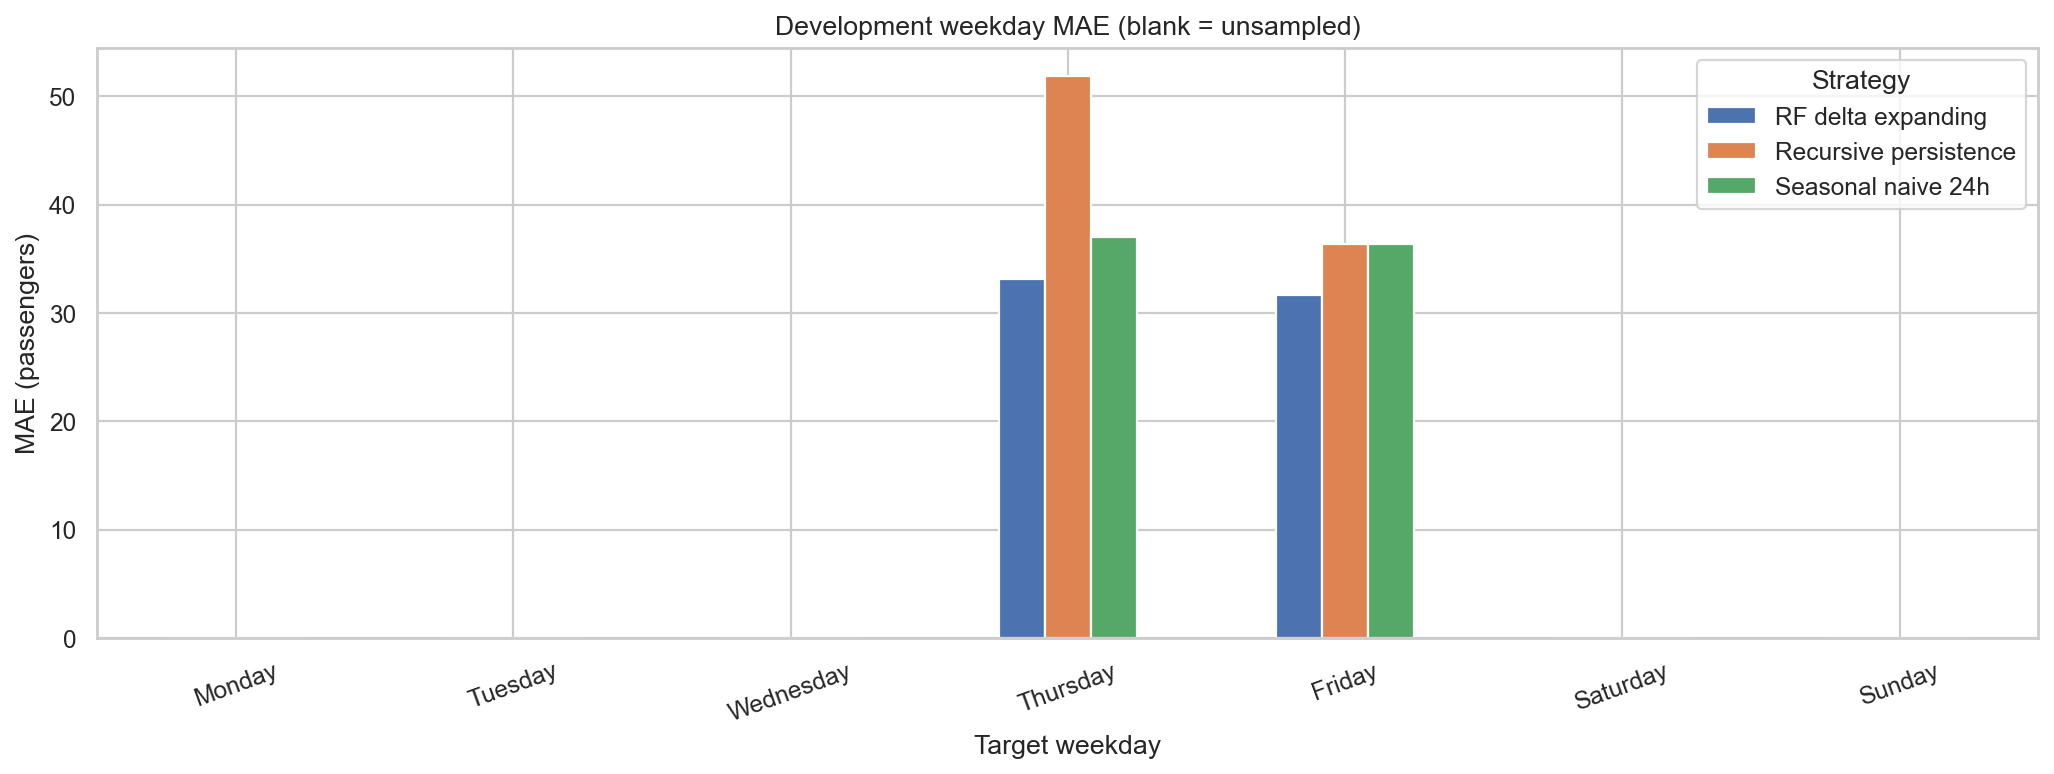 Development weekday MAE (blank = unsampled)
Strategy
RF delta expanding
Recursive persistence
Seasonal naive 24h
MAE (passengers)
50
40
30
20
10
0
Monday
Tuesday
Wednesday
Thursday
Friday
Saturday
Sunday
Target weekday